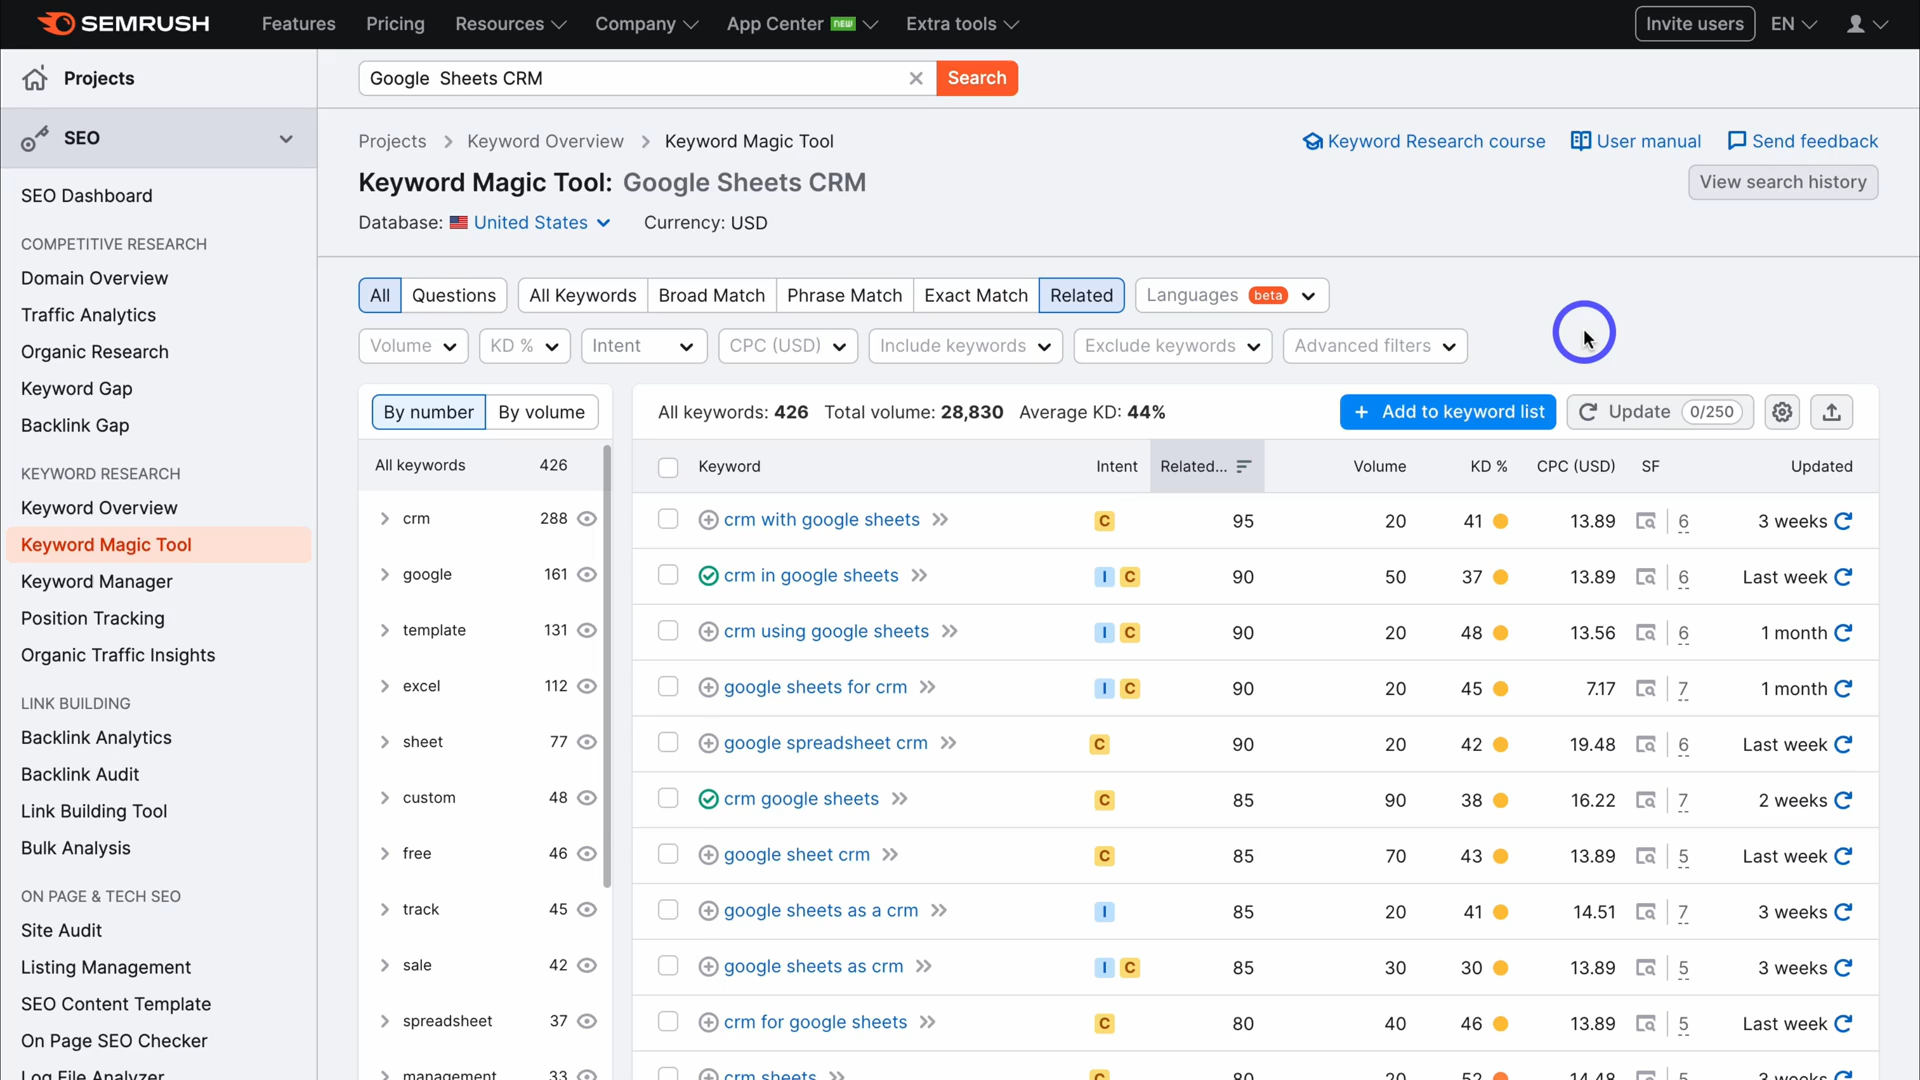 SEMRUSH Features Pricing Resources Company App Center NEW Extra tools Invite users EN
Projects
Google  Sheets CRM Search
SEO
Projects > Keyword Overview > Keyword Magic Tool
Keyword Research course User manual Send feedback
Keyword Magic Tool: Google Sheets CRM
View search history
Database: United States Currency: USD
SEO Dashboard
COMPETITIVE RESEARCH
Domain Overview
Traffic Analytics
Organic Research
Keyword Gap
Backlink Gap
KEYWORD RESEARCH
Keyword Overview
Keyword Magic Tool
Keyword Manager
Position Tracking
Organic Traffic Insights
LINK BUILDING
Backlink Analytics
Backlink Audit
Link Building Tool
Bulk Analysis
ON PAGE & TECH SEO
Site Audit
Listing Management
SEO Content Template
On Page SEO Checker
Log File Analyzer
All Questions All Keywords Broad Match Phrase Match Exact Match Related Languages beta
Volume KD % Intent CPC (USD) Include keywords Exclude keywords Advanced filters
By number By volume
All keywords 426
crm 288
google 161
template 131
excel 112
sheet 77
custom 48
free 46
track 45
sale 42
spreadsheet 37
management 33
All keywords: 426 Total volume: 28,830 Average KD: 44%
+ Add to keyword list Update 0/250
Keyword Intent Related... Volume KD % CPC (USD) SF Updated
crm with google sheets C 95 20 41 13.89 6 3 weeks
crm in google sheets I C 90 50 37 13.89 6 Last week
crm using google sheets I C 90 20 48 13.56 6 1 month
google sheets for crm I C 90 20 45 7.17 7 1 month
google spreadsheet crm C 90 20 42 19.48 6 Last week
crm google sheets C 85 90 38 16.22 7 2 weeks
google sheet crm C 85 70 43 13.89 5 Last week
google sheets as a crm I 85 20 41 14.51 7 3 weeks
google sheets as crm I C 85 30 30 13.89 5 3 weeks
crm for google sheets C 80 40 46 13.89 5 Last week
crm sheets C 80 20 52 14.48 5 3 weeks